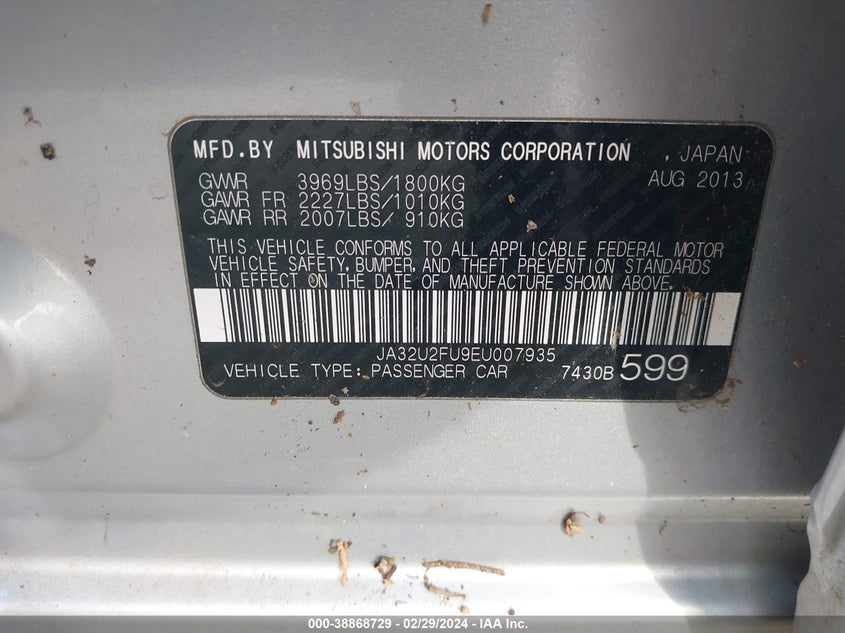 MFD.BY MITSUBISHI MOTORS CORPORATION , JAPAN
GVWR 3969LBS/1800KG AUG 2013
GAWR FR 2227LBS/1010KG
GAWR RR 2007LBS/ 910KG
THIS VEHICLE CONFORMS TO ALL APPLICABLE FEDERAL MOTOR
VEHICLE SAFETY, BUMPER, AND THEFT PREVENTION STANDARDS
IN EFFECT ON THE DATE OF MANUFACTURE SHOWN ABOVE.
JA32U2FU9EU007935
VEHICLE TYPE: PASSENGER CAR 7430B 599
000-38868729 - 02/29/2024 - IAA Inc.